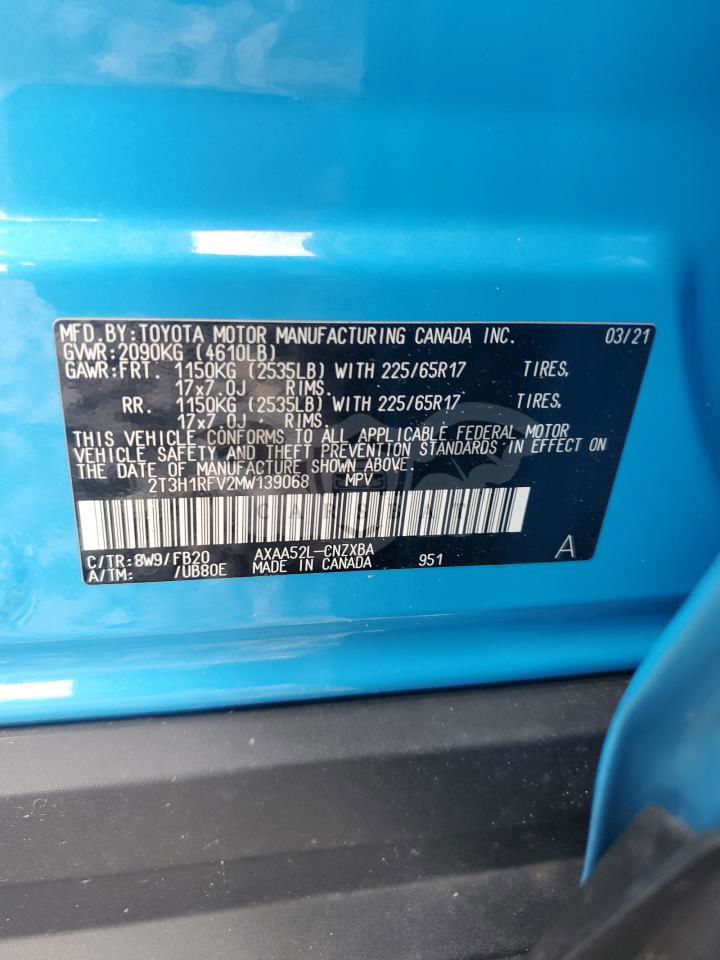 MFD.BY:TOYOTA MOTOR MANUFACTURING CANADA INC. 03/21
GVWR:2090KG (4610LB)
GAWR:FRT. 1150KG (2535LB) WITH 225/65R17 TIRES,
17x7.0J RIMS.
RR. 1150KG (2535LB) WITH 225/65R17 TIRES,
17x7.0J RIMS.
THIS VEHICLE CONFORMS TO ALL APPLICABLE FEDERAL MOTOR
VEHICLE SAFETY AND THEFT PREVENTION STANDARDS IN EFFECT ON
THE DATE OF MANUFACTURE SHOWN ABOVE.
2T3H1RFV2MW139068 MPV
C/TR:8W9/FB20 AXAA52L-CNZXBA 951 A
A/TM: /UB80E MADE IN CANADA